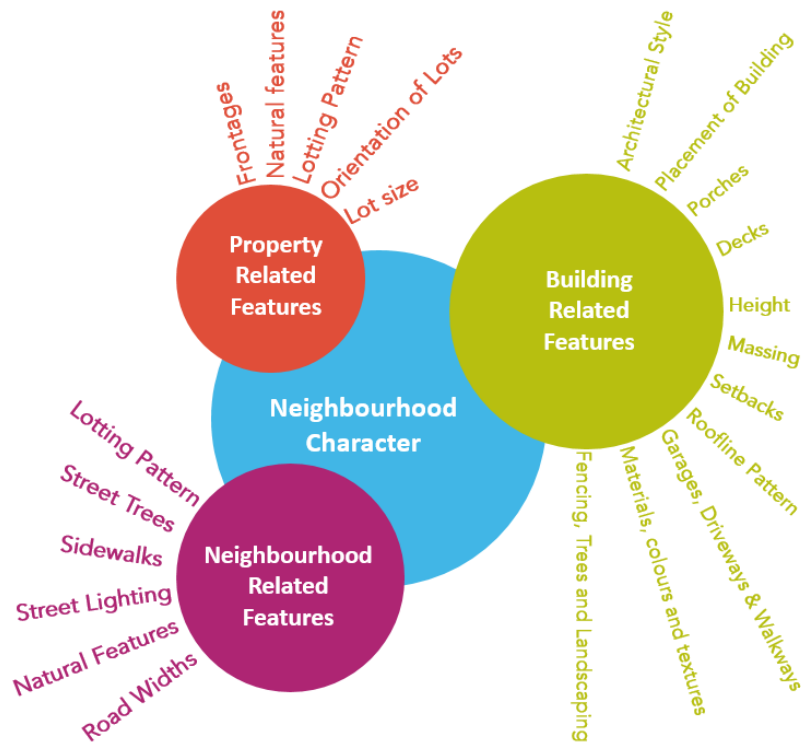 Frontages
Natural features
Lotting Pattern
Orientation of Lots
Lot size
Property
Related
Features
Architectural Style
Placement of Building
Porches
Decks
Height
Massing
Setbacks
Roofline Pattern
Garages, Driveways & Walkways
Materials, colours and textures
Fencing, Trees and Landscaping
Building
Related
Features
Neighbourhood
Character
Lotting Pattern
Street Trees
Sidewalks
Street Lighting
Natural Features
Road Widths
Neighbourhood
Related
Features